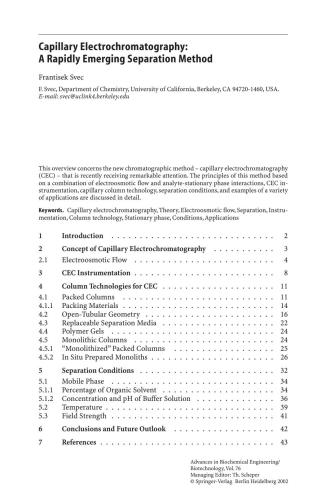 Capillary Electrochromatography:
A Rapidly Emerging Separation Method
Frantisek Svec
F. Svec, Department of Chemistry, University of California, Berkeley, CA 94720-1460, USA.
E-mail: svec@uclink4.berkeley.edu
This overview concerns the new chromatographic method – capillary electrochromatography
(CEC) – that is recently receiving remarkable attention. The principles of this method based
on a combination of electroosmotic flow and analyte-stationary phase interactions, CEC in-
strumentation, capillary column technology, separation conditions, and examples of a variety
of applications are discussed in detail.
Keywords. Capillary electrochromatography, Theory, Electroosmotic flow, Separation, Instru-
mentation, Column technology, Stationary phase, Conditions, Applications
1 Introduction . . . . . . . . . . . . . . . . . . . . . . . . . . . 2
2 Concept of Capillary Electrochromatography . . . . . . . . . . 3
2.1 Electroosmotic Flow . . . . . . . . . . . . . . . . . . . . . . . 4
3 CEC Instrumentation . . . . . . . . . . . . . . . . . . . . . . . 8
4 Column Technologies for CEC . . . . . . . . . . . . . . . . . . 11
4.1 Packed Columns . . . . . . . . . . . . . . . . . . . . . . . . . 11
4.1.1 Packing Materials . . . . . . . . . . . . . . . . . . . . . . . . 14
4.2 Open-Tubular Geometry . . . . . . . . . . . . . . . . . . . . . 16
4.3 Replaceable Separation Media . . . . . . . . . . . . . . . . . . 22
4.4 Polymer Gels . . . . . . . . . . . . . . . . . . . . . . . . . . . 24
4.5 Monolithic Columns . . . . . . . . . . . . . . . . . . . . . . . 24
4.5.1 “Monolithized” Packed Columns . . . . . . . . . . . . . . . . . 25
4.5.2 In Situ Prepared Monoliths . . . . . . . . . . . . . . . . . . . . 26
5 Separation Conditions . . . . . . . . . . . . . . . . . . . . . . 32
5.1 Mobile Phase . . . . . . . . . . . . . . . . . . . . . . . . . . . 34
5.1.1 Percentage of Organic Solvent . . . . . . . . . . . . . . . . . . 34
5.1.2 Concentration and pH of Buffer Solution . . . . . . . . . . . . 36
5.2 Temperature . . . . . . . . . . . . . . . . . . . . . . . . . . . . 39
5.3 Field Strength . . . . . . . . . . . . . . . . . . . . . . . . . . . 41
6 Conclusions and Future Outlook . . . . . . . . . . . . . . . . 42
7 References . . . . . . . . . . . . . . . . . . . . . . . . . . . . . 43
Advances in Biochemical Engineering/
Biotechnology, Vol. 76
Managing Editor: Th. Scheper
© Springer-Verlag Berlin Heidelberg 2002